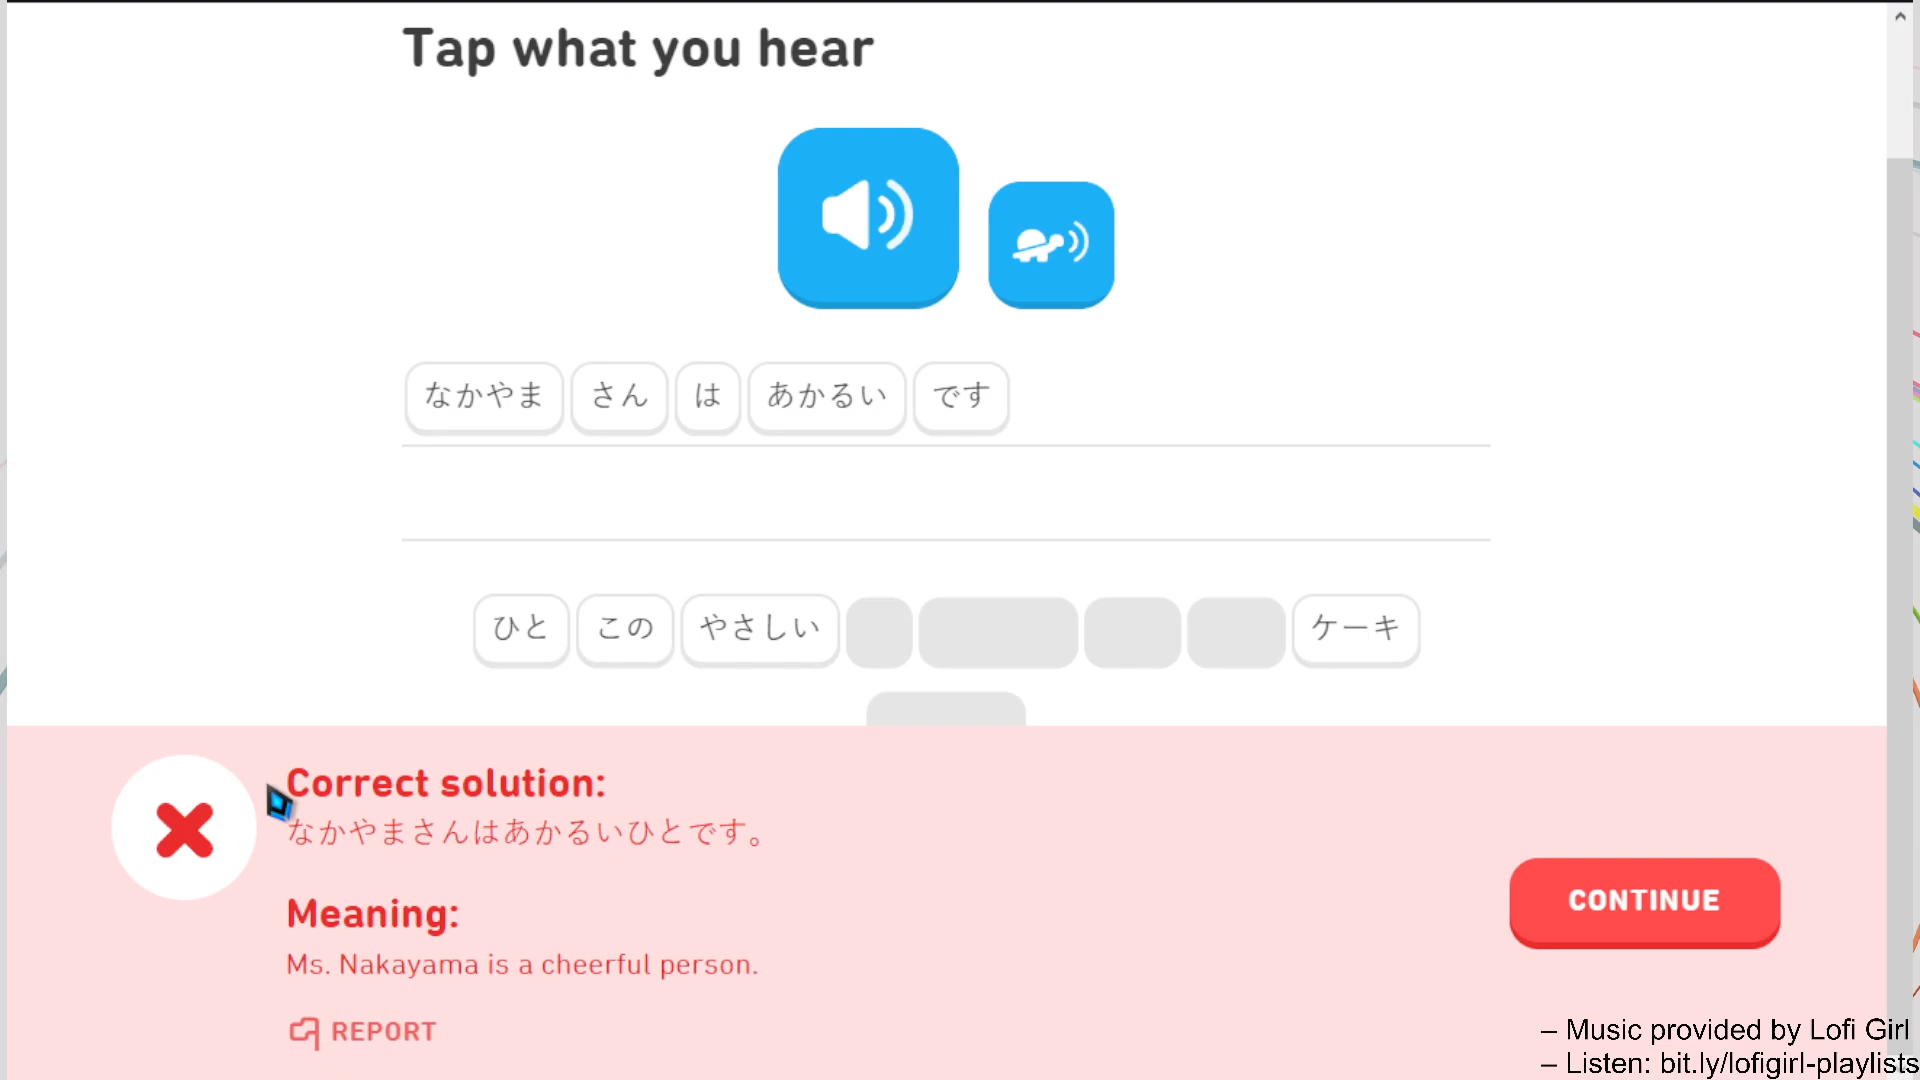 Tap what you hear
なかやま さん は あかるい です
ひと この やさしい ケーキ
Correct solution:
なかやまさんはあかるいひとです。
Meaning:
Ms. Nakayama is a cheerful person.
REPORT
CONTINUE
– Music provided by Lofi Girl
– Listen: bit.ly/lofigirl-playlists